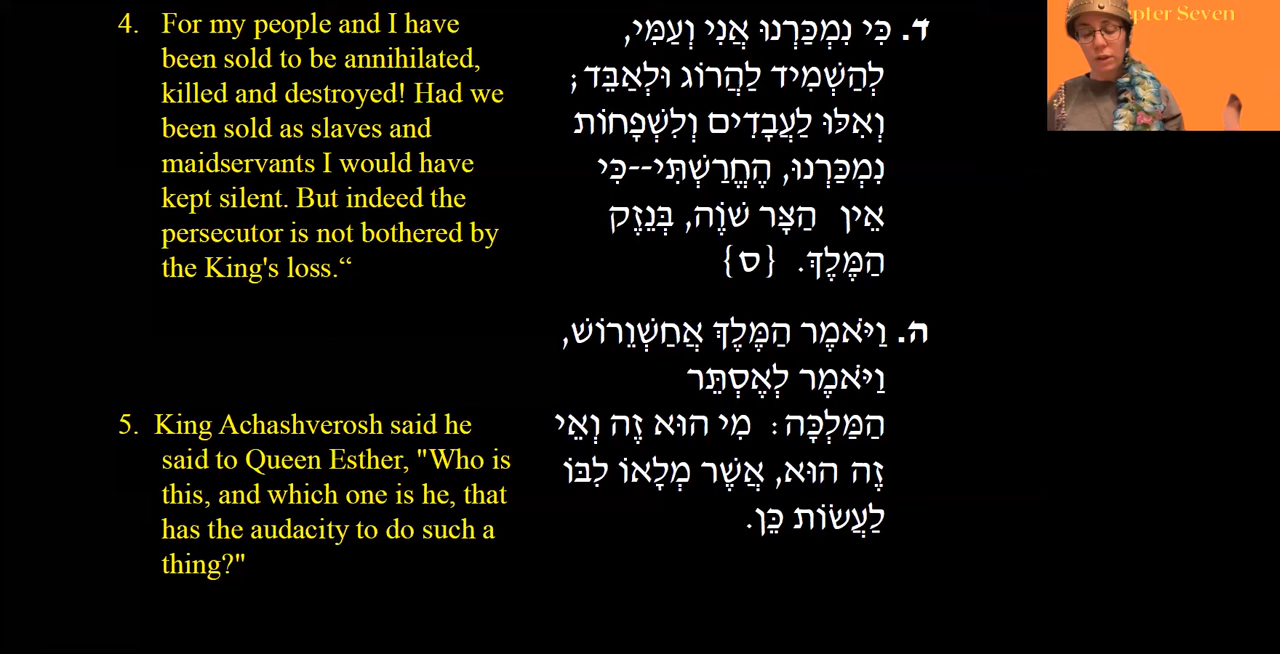 pter Seven
4. For my people and I have
been sold to be annihilated,
killed and destroyed! Had we
been sold as slaves and
maidservants I would have
kept silent. But indeed the
persecutor is not bothered by
the King's loss.“
ד. כִּי נִמְכַּרְנוּ אֲנִי וְעַמִּי,
לְהַשְׁמִיד לַהֲרוֹג וּלְאַבֵּד;
וְאִלּוּ לַעֲבָדִים וְלִשְׁפָחוֹת
נִמְכַּרְנוּ, הֶחֱרַשְׁתִּי--כִּי
אֵין הַצָּר שֹׁוֶה, בְּנֵזֶק
הַמֶּלֶךְ. {ס}
5. King Achashverosh said he
said to Queen Esther, "Who is
this, and which one is he, that
has the audacity to do such a
thing?"
ה. וַיֹּאמֶר הַמֶּלֶךְ אֲחַשְׁוֵרוֹשׁ,
וַיֹּאמֶר לְאֶסְתֵּר
הַמַּלְכָּה: מִי הוּא זֶה וְאֵי
זֶה הוּא, אֲשֶׁר מְלָאוֹ לִבּוֹ
לַעֲשׂוֹת כֵּן.